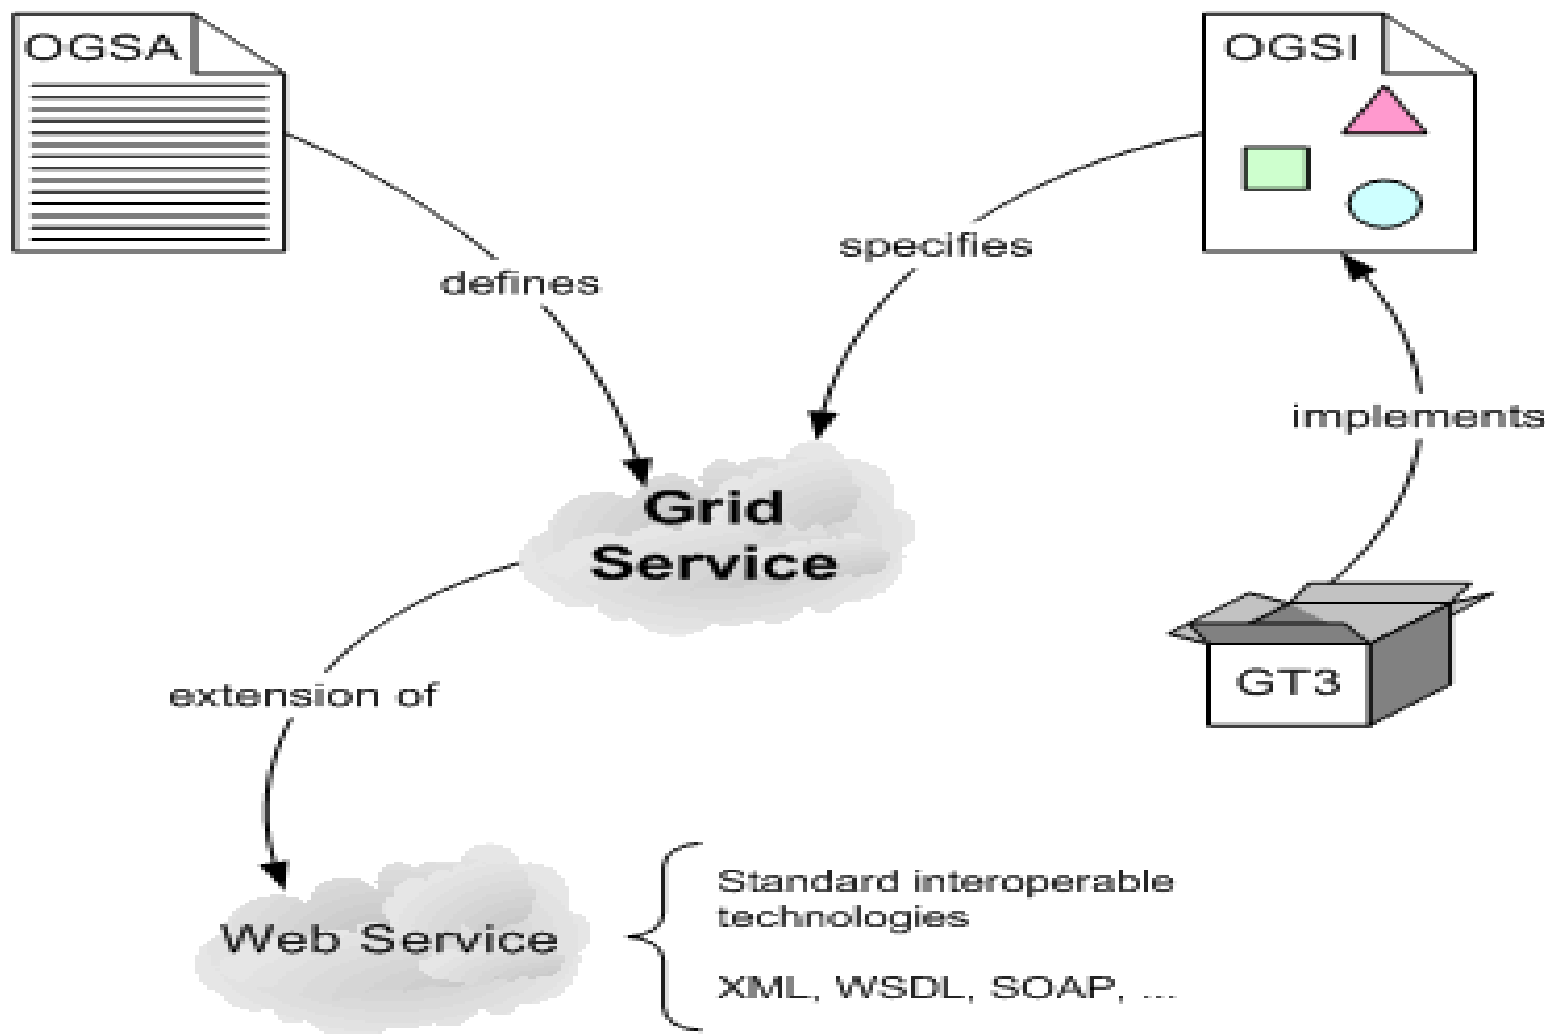 OGSA
OGSI
specifies
defines
implements
Grid
Service
GT3
extension of
Standard interoperable
technologies
Web Service
XML, WSDL, SOAP, ...